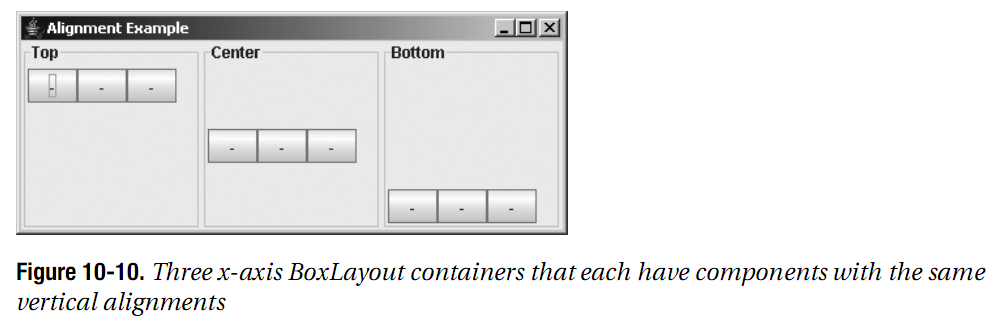 Alignment Example
Top Center Bottom
- - -
- - -
- - -
Figure 10-10. Three x-axis BoxLayout containers that each have components with the same
vertical alignments